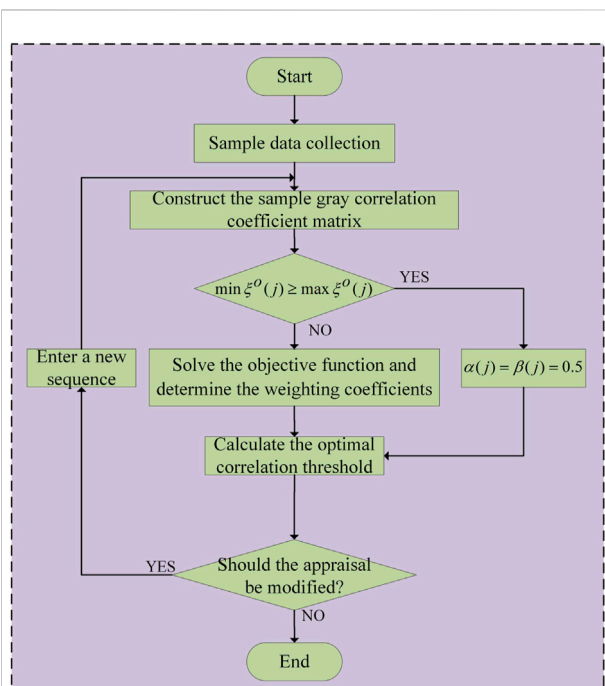 Start
Sample data collection
Construct the sample gray correlation
coefficient matrix
min ξᴼ(j) ≥ max ξᴼ(j)
YES
NO
Enter a new
sequence
Solve the objective function and
determine the weighting coefficients
α(j) = β(j) = 0.5
Calculate the optimal
correlation threshold
YES
Should the appraisal
be modified?
NO
End